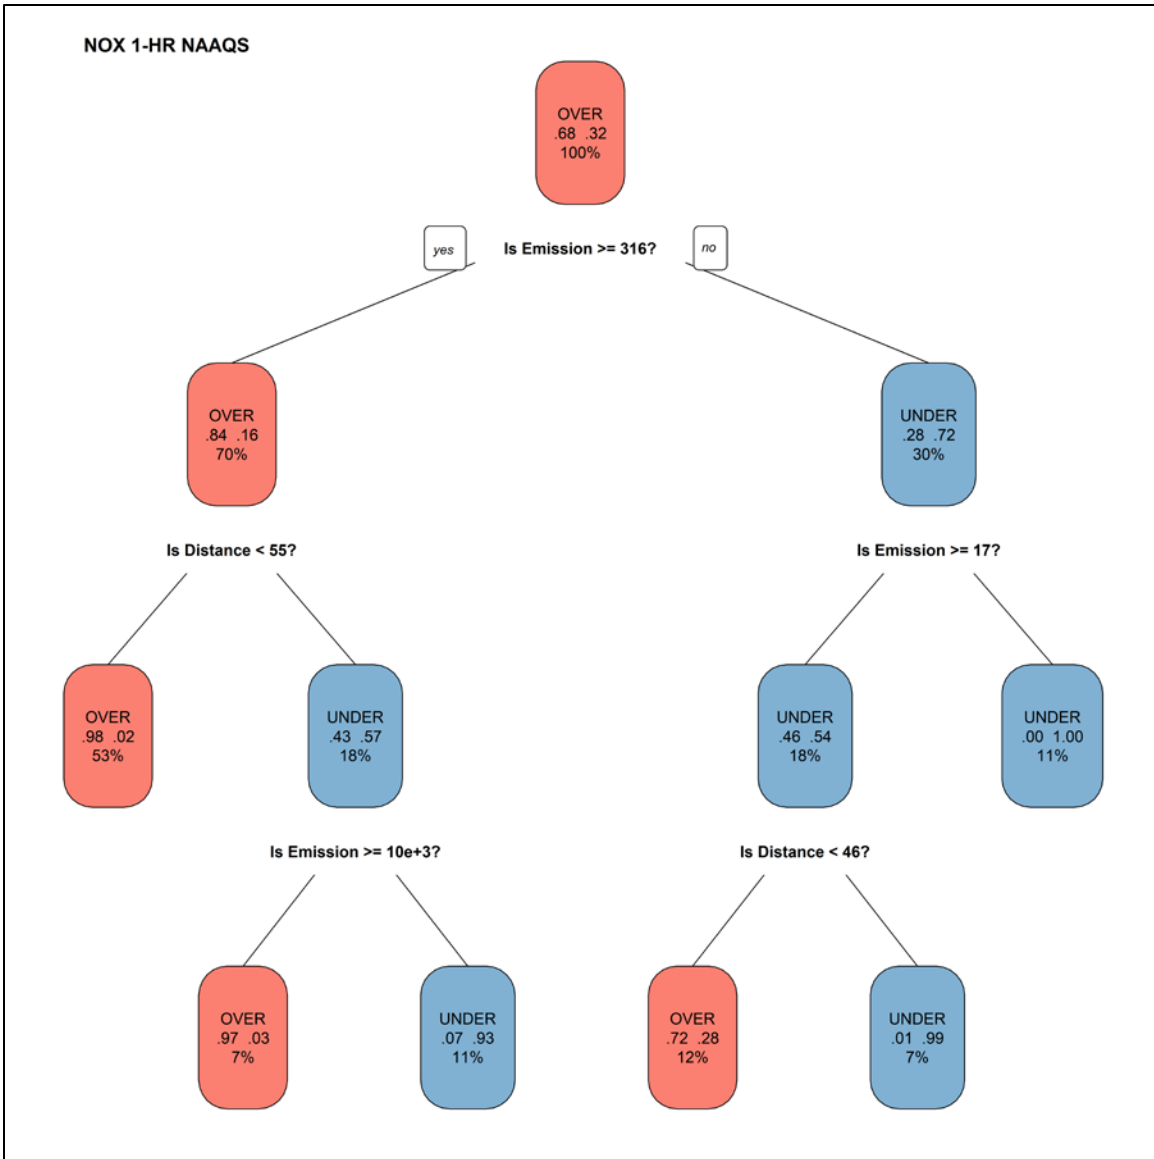 NOX 1-HR NAAQS
OVER
.68 .32
100%
yes
Is Emission >= 316?
no
OVER
.84 .16
70%
UNDER
.28 .72
30%
Is Distance < 55?
Is Emission >= 17?
OVER
.98 .02
53%
UNDER
.43 .57
18%
UNDER
.46 .54
18%
UNDER
.00 1.00
11%
Is Emission >= 10e+3?
Is Distance < 46?
OVER
.97 .03
7%
UNDER
.07 .93
11%
OVER
.72 .28
12%
UNDER
.01 .99
7%